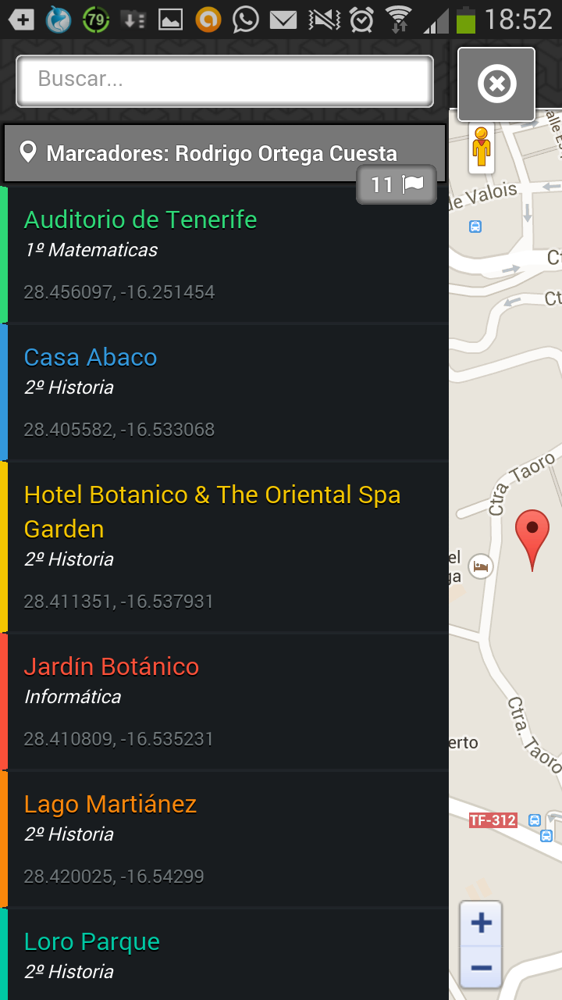 79
18:52
Buscar...
Marcadores: Rodrigo Ortega Cuesta
11
Auditorio de Tenerife
1º Matematicas
28.456097, -16.251454
Casa Abaco
2º Historia
28.405582, -16.533068
Hotel Botanico & The Oriental Spa
Garden
2º Historia
28.411351, -16.537931
Jardín Botánico
Informática
28.410809, -16.535231
Lago Martiánez
2º Historia
28.420025, -16.54299
Loro Parque
2º Historia
de Valois
Ct
Ct
Ctra Taoro
el
ga
Ctra. Taoro
erto
TF-312